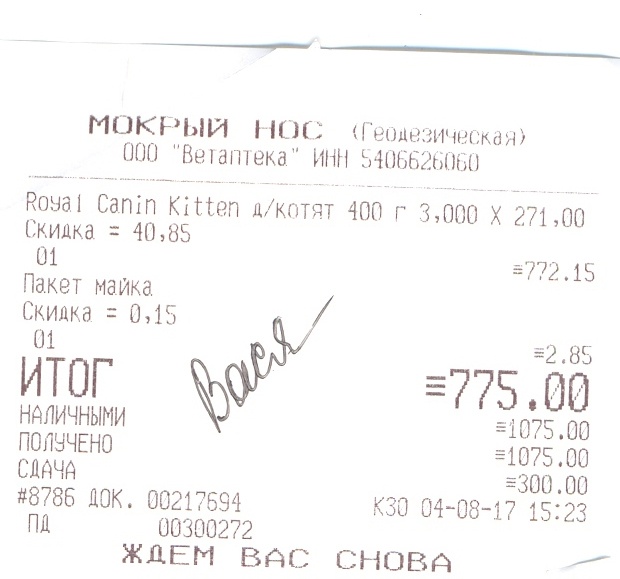 МОКРЫЙ НОС (Геодезическая)
ООО "Ветаптека" ИНН 5406626060
Royal Canin Kitten д/котят 400 г 3,000 X 271,00
Скидка = 40,85
01 ≡772.15
Пакет майка
Скидка = 0,15
01 ≡2.85
Вася
ИТОГ ≡775.00
НАЛИЧНЫМИ ≡1075.00
ПОЛУЧЕНО ≡1075.00
СДАЧА ≡300.00
#8786 ДОК. 00217694 К30 04-08-17 15:23
ПД 00300272
ЖДЕМ ВАС СНОВА